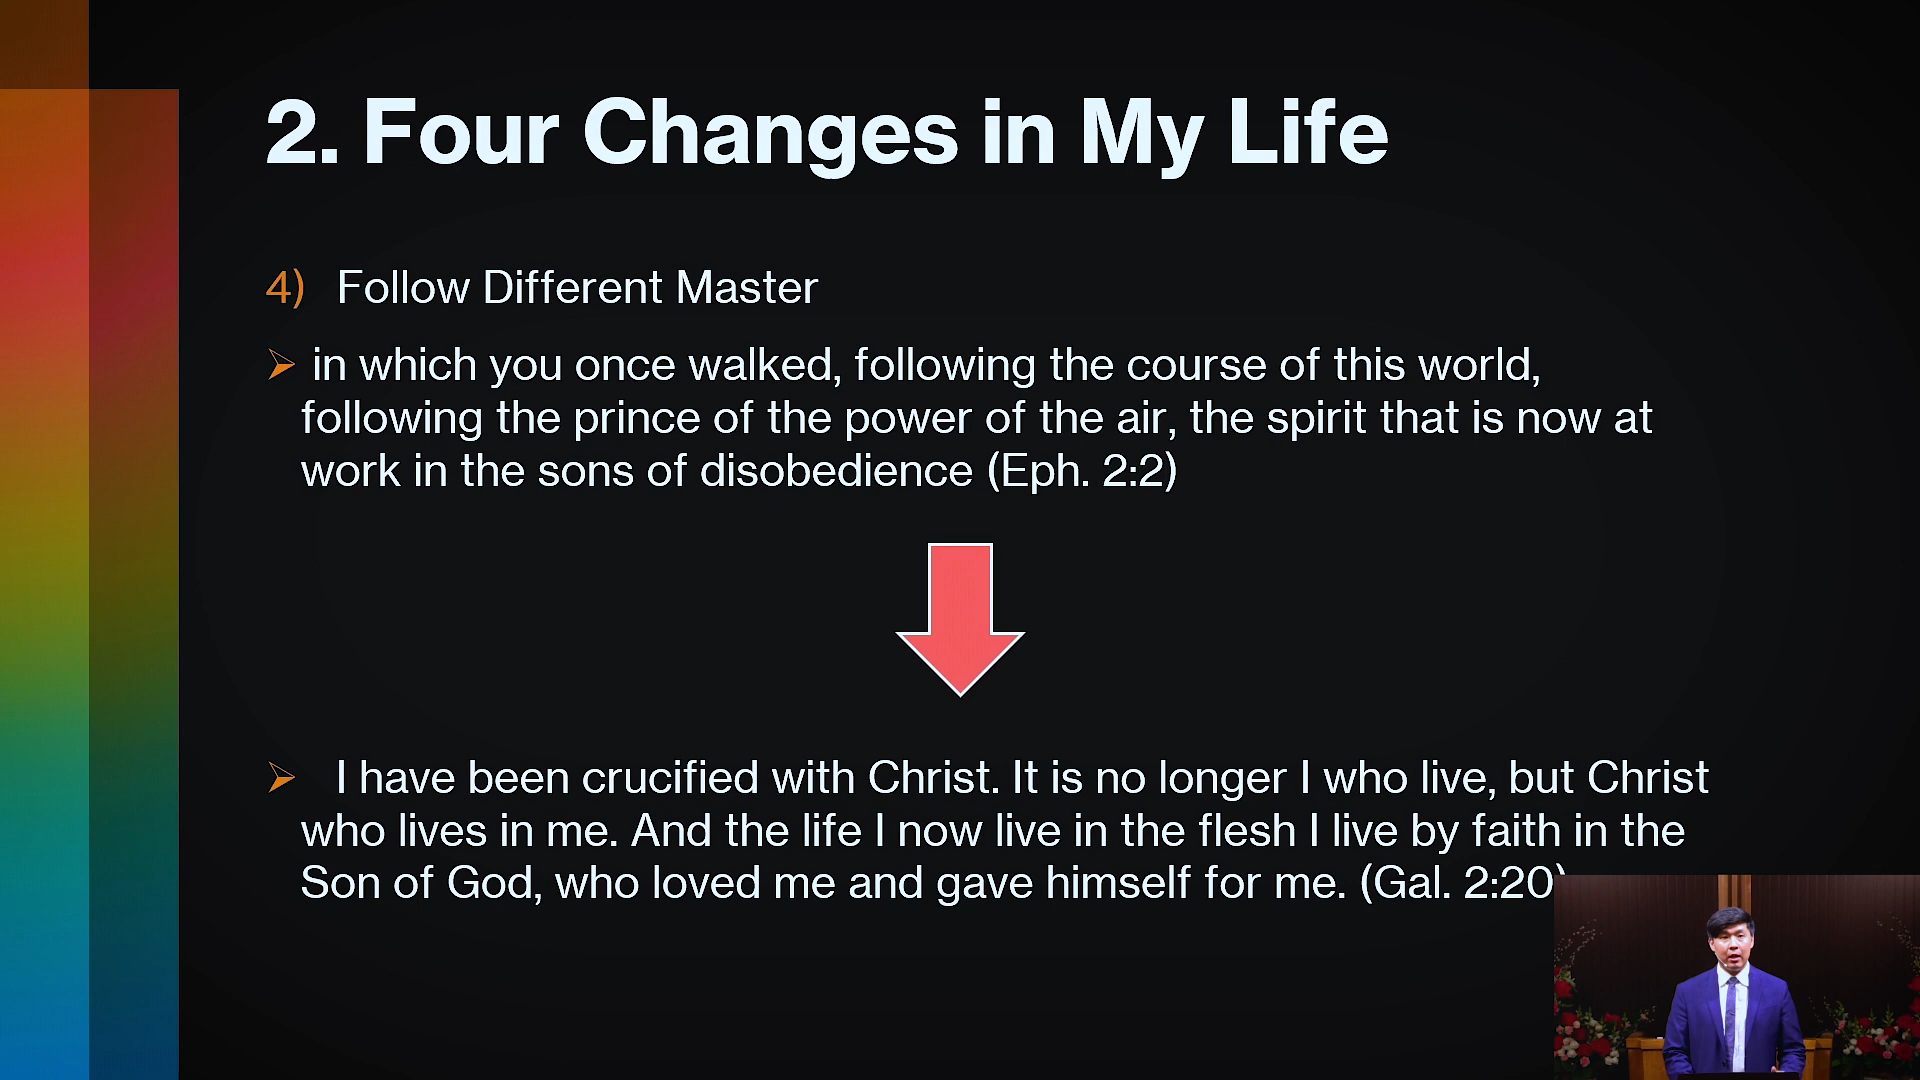 2. Four Changes in My Life
4) Follow Different Master
in which you once walked, following the course of this world,
following the prince of the power of the air, the spirit that is now at
work in the sons of disobedience (Eph. 2:2)
I have been crucified with Christ. It is no longer I who live, but Christ
who lives in me. And the life I now live in the flesh I live by faith in the
Son of God, who loved me and gave himself for me. (Gal. 2:20)